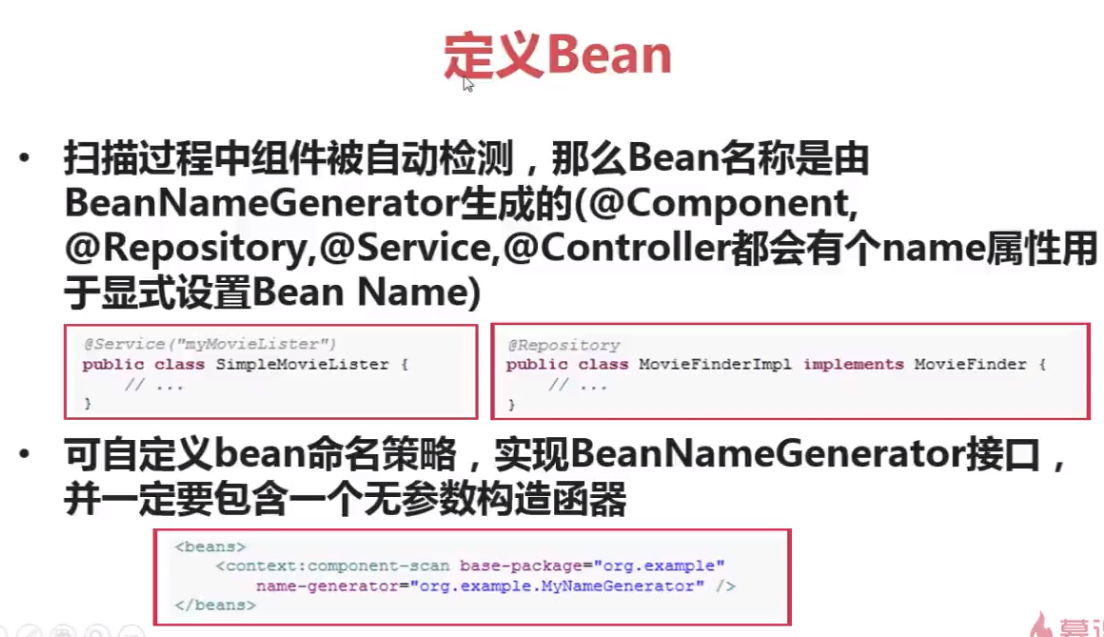 定义Bean
• 扫描过程中组件被自动检测，那么Bean名称是由
BeanNameGenerator生成的(@Component,
@Repository,@Service,@Controller都会有个name属性用
于显式设置Bean Name)
@Service("myMovieLister")
public class SimpleMovieLister {
// ...
}
@Repository
public class MovieFinderImpl implements MovieFinder {
// ...
}
• 可自定义bean命名策略，实现BeanNameGenerator接口，
并一定要包含一个无参数构造函器
<beans>
<context:component-scan base-package="org.example"
name-generator="org.example.MyNameGenerator" />
</beans>
慕